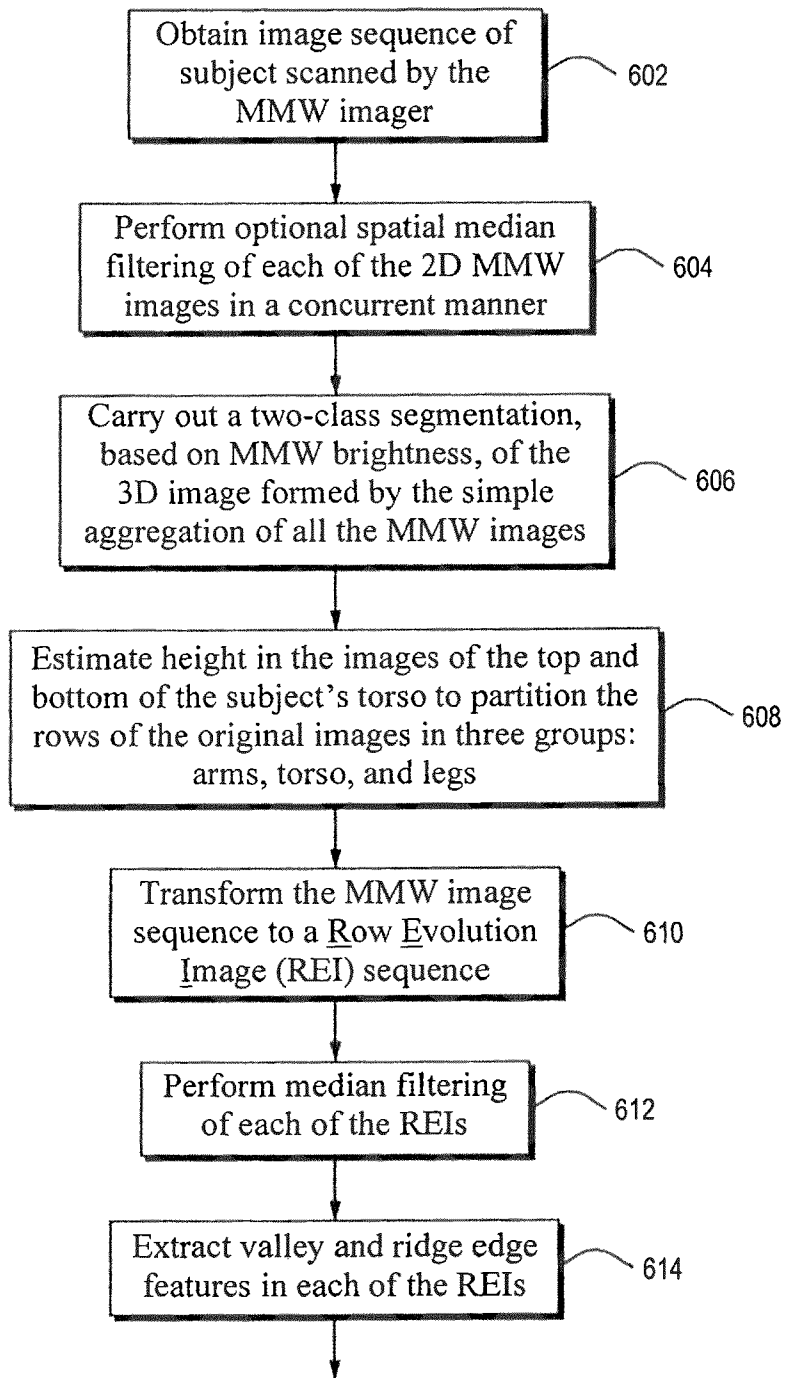 Obtain image sequence of
subject scanned by the
MMW imager
602
Perform optional spatial median
filtering of each of the 2D MMW
images in a concurrent manner
604
Carry out a two-class segmentation,
based on MMW brightness, of the
3D image formed by the simple
aggregation of all the MMW images
606
Estimate height in the images of the top and
bottom of the subject's torso to partition the
rows of the original images in three groups:
arms, torso, and legs
608
Transform the MMW image
sequence to a Row Evolution
Image (REI) sequence
610
Perform median filtering
of each of the REIs
612
Extract valley and ridge edge
features in each of the REIs
614